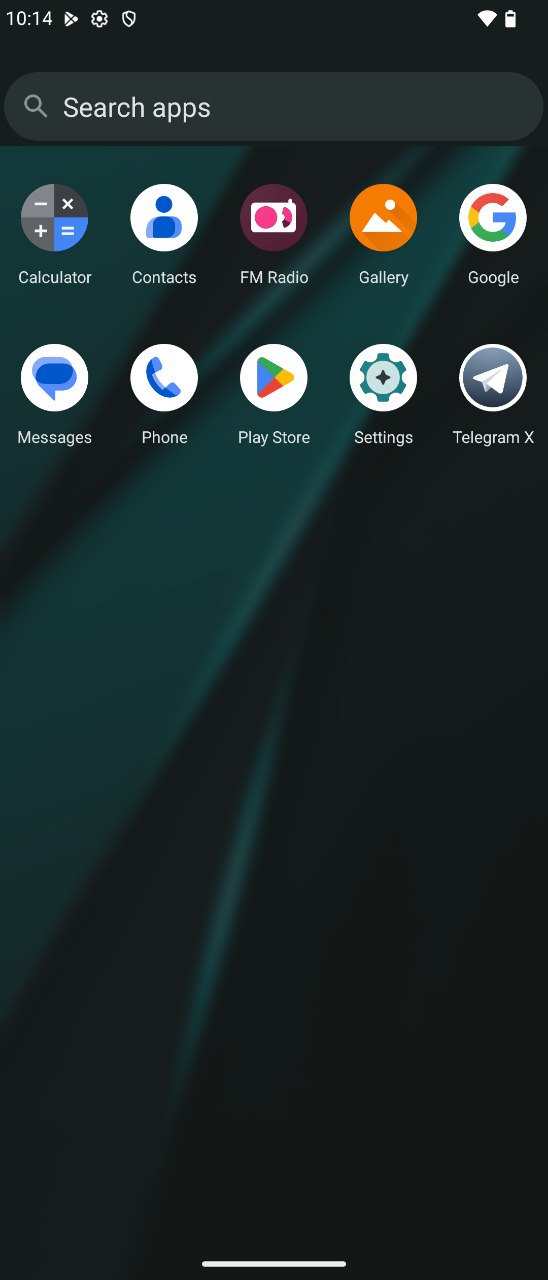 10:14
Search apps
Calculator Contacts FM Radio Gallery Google
Messages Phone Play Store Settings Telegram X